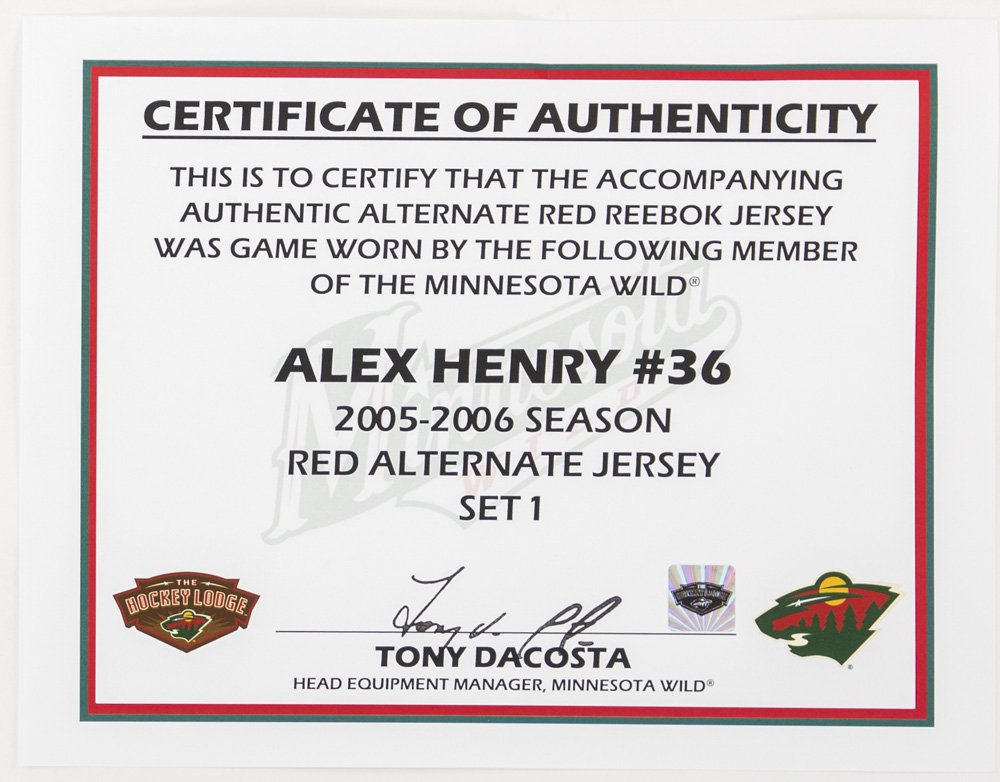 CERTIFICATE OF AUTHENTICITY
THIS IS TO CERTIFY THAT THE ACCOMPANYING
AUTHENTIC ALTERNATE RED REEBOK JERSEY
WAS GAME WORN BY THE FOLLOWING MEMBER
OF THE MINNESOTA WILD®
Minnesota
WILD
ALEX HENRY #36
2005-2006 SEASON
RED ALTERNATE JERSEY
SET 1
THE
HOCKEY LODGE
TONY DACOSTA
HEAD EQUIPMENT MANAGER, MINNESOTA WILD®